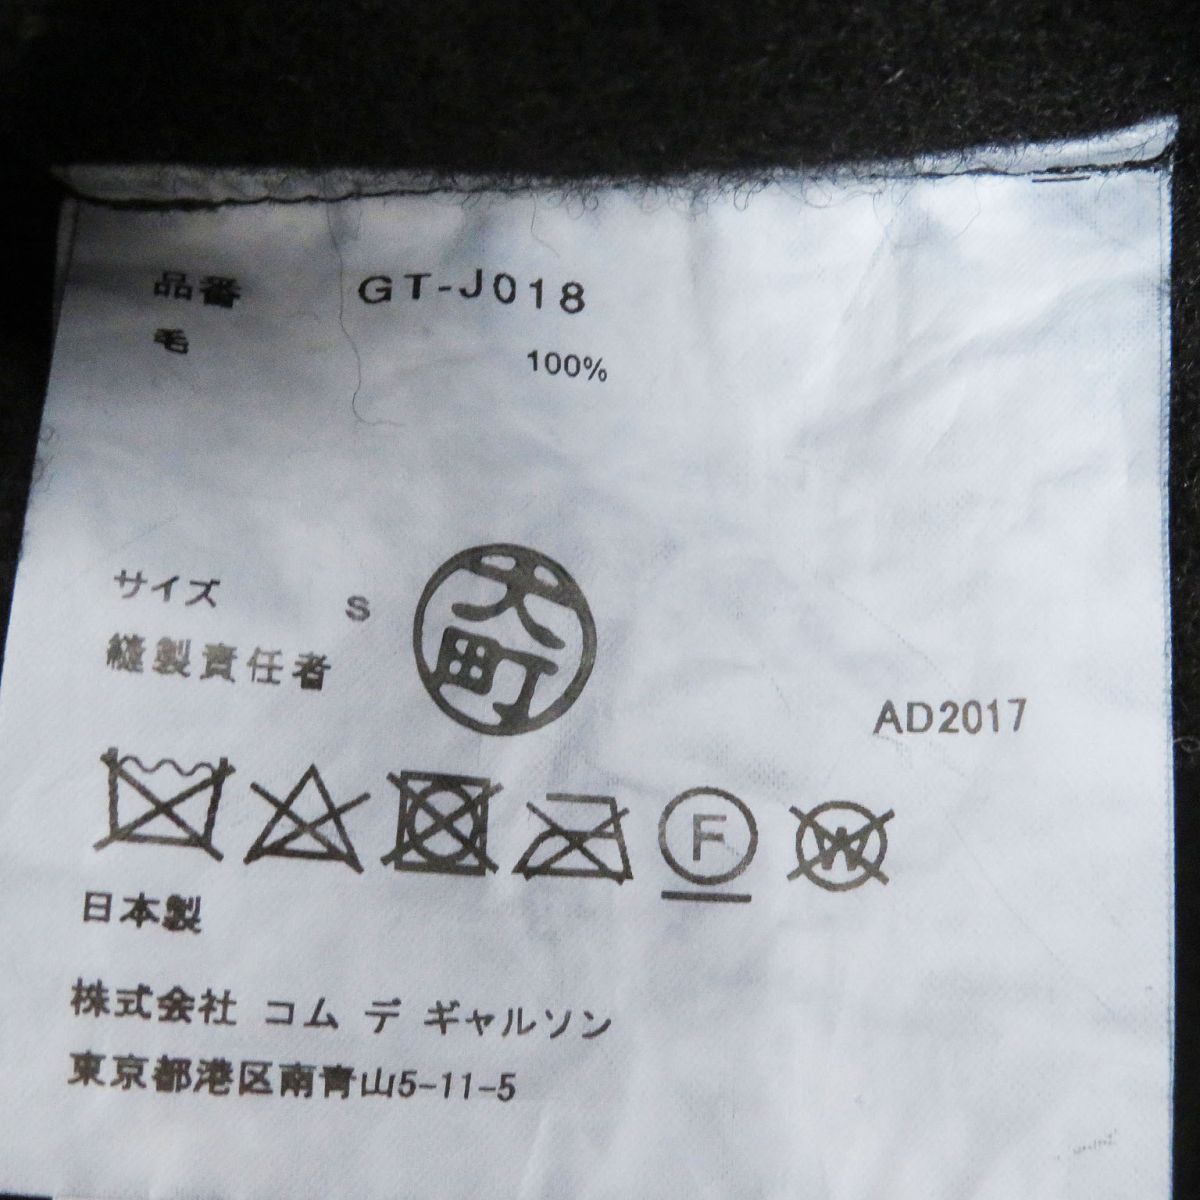 品番 GT-J018
毛 100%
サイズ S
縫製責任者 大町
AD2017
F W
日本製
株式会社 コム デ ギャルソン
東京都港区南青山5-11-5